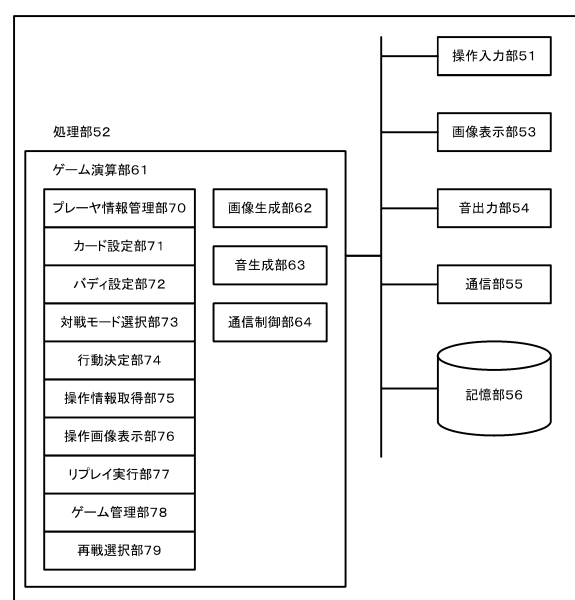 処理部52
ゲーム演算部61
プレーヤ情報管理部70
カード設定部71
バディ設定部72
対戦モード選択部73
行動決定部74
操作情報取得部75
操作画像表示部76
リプレイ実行部77
ゲーム管理部78
再戦選択部79
画像生成部62
音生成部63
通信制御部64
操作入力部51
画像表示部53
音出力部54
通信部55
記憶部56